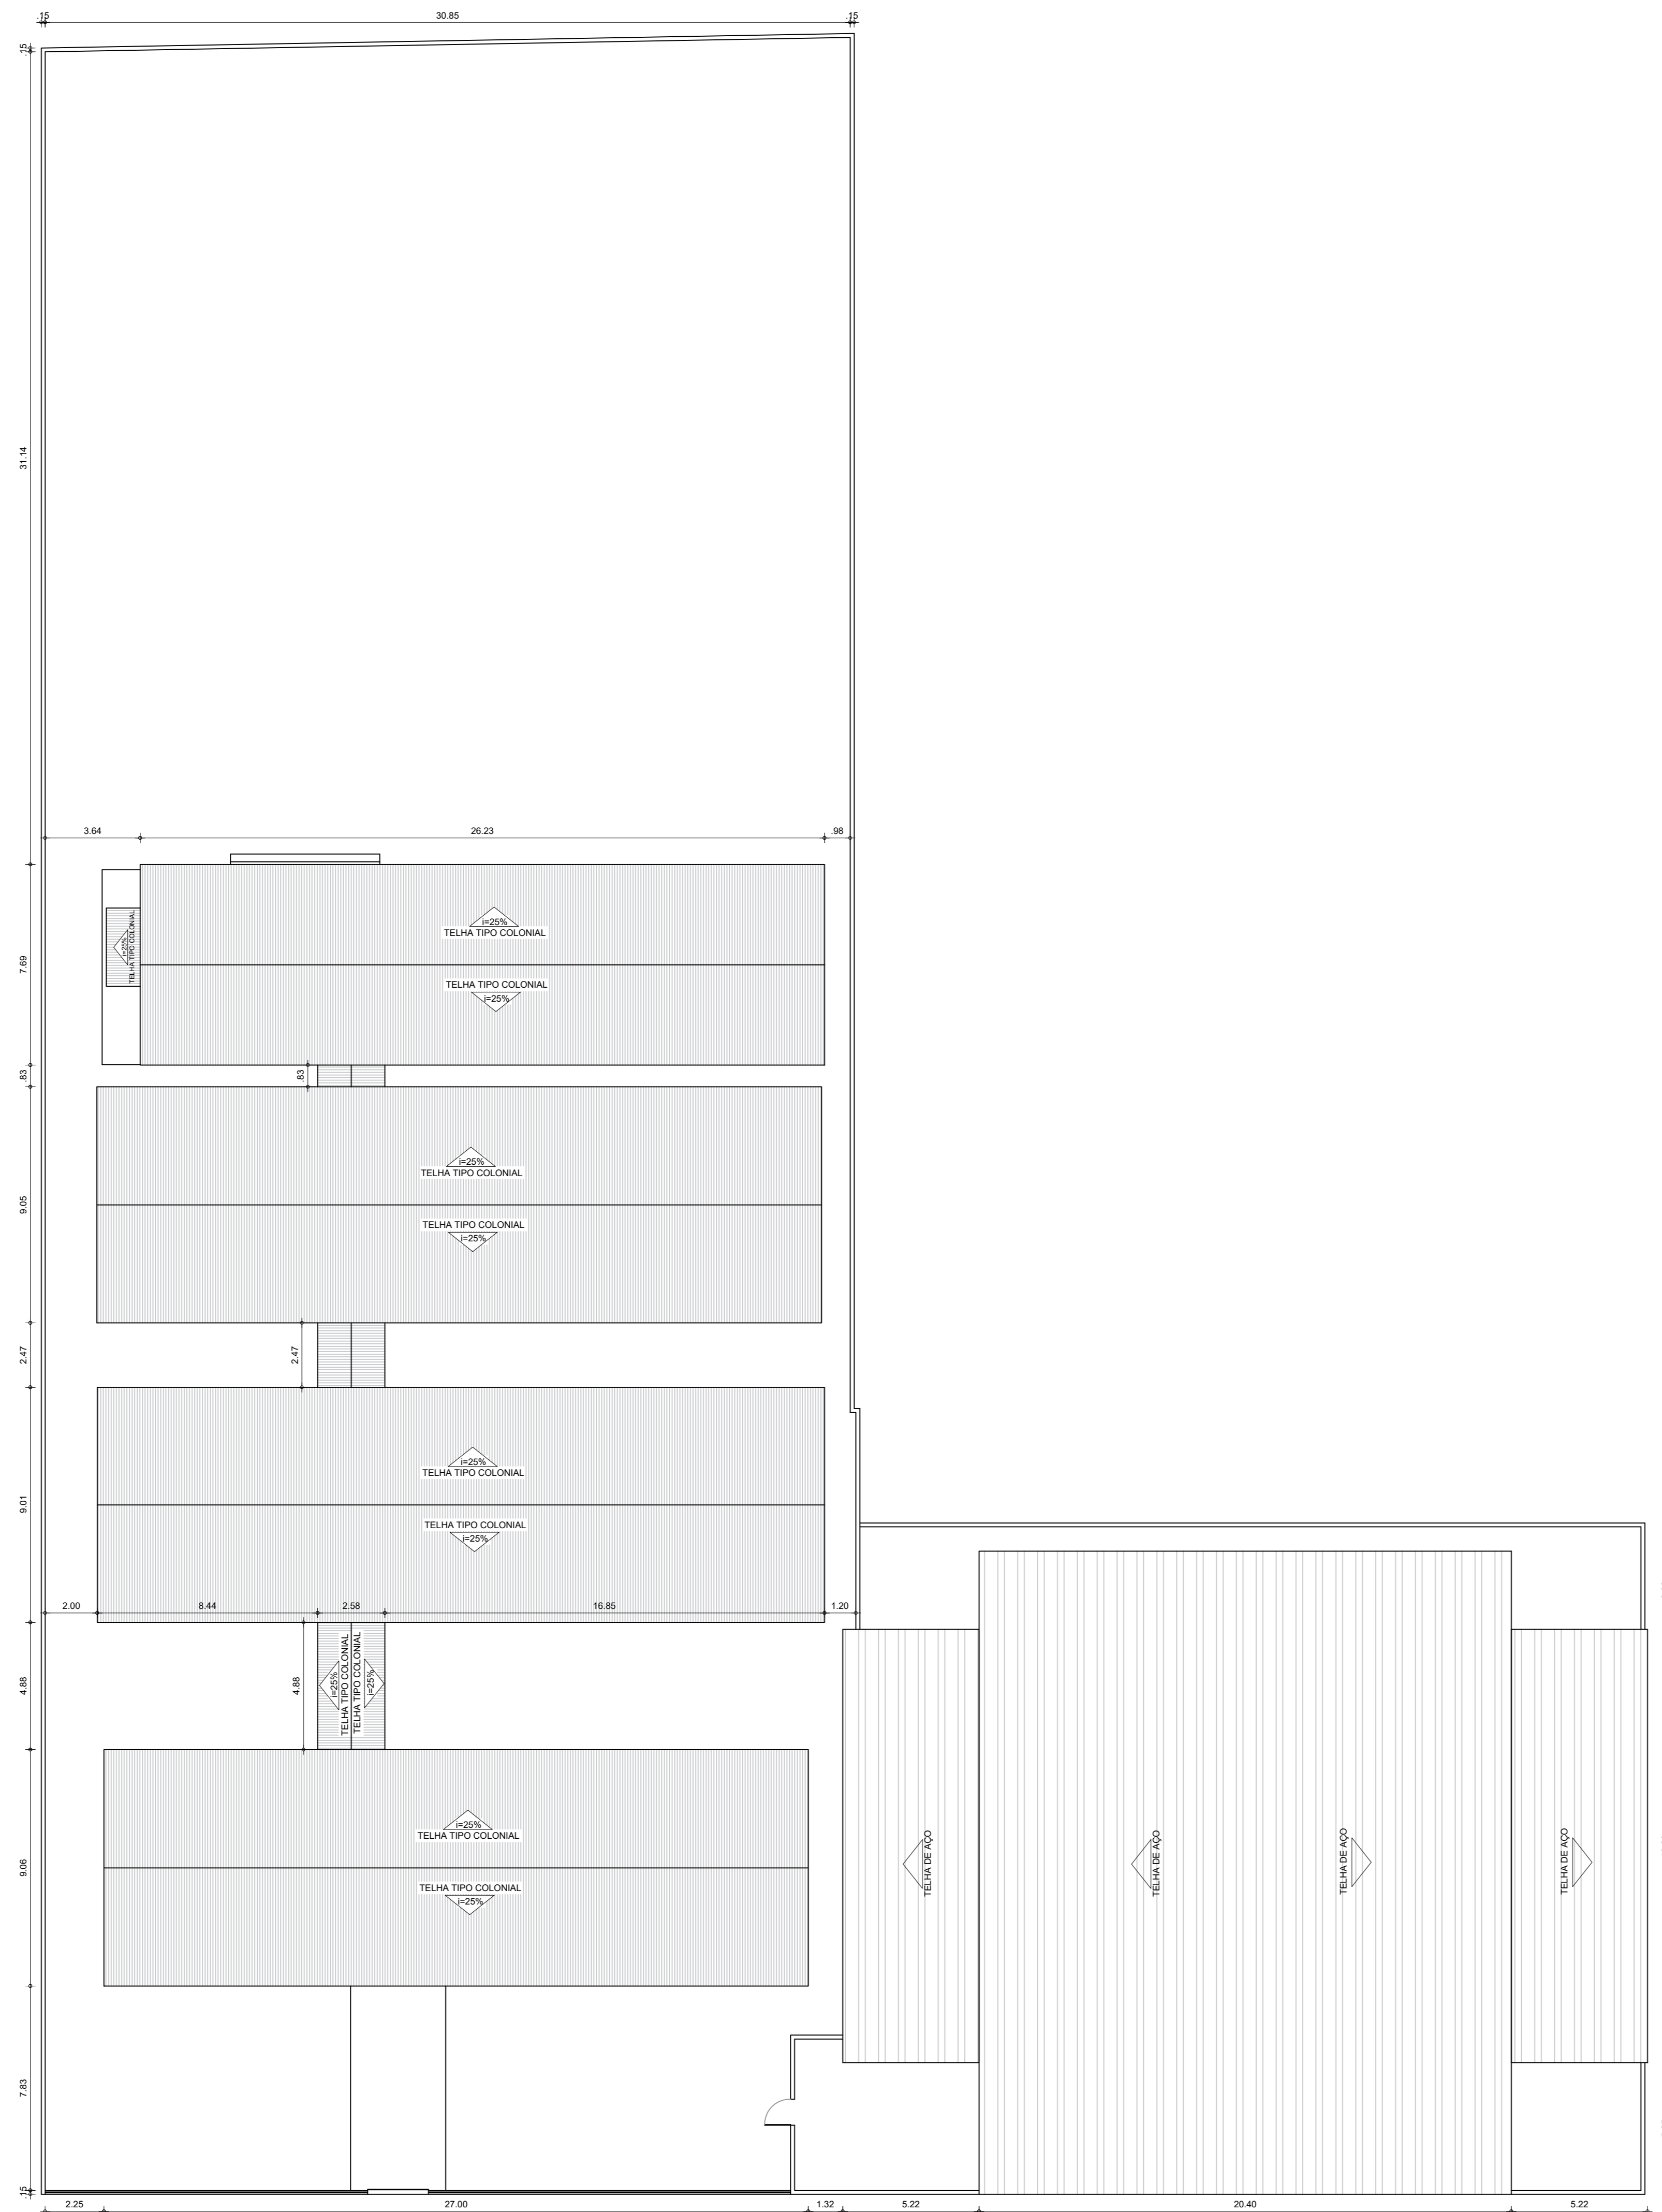 .15
30.85
.15
.15
31.14
3.64
26.23
.98
i=25%
TELHA TIPO COLONIAL
i=25%
TELHA TIPO COLONIAL
7.69
TELHA TIPO COLONIAL
i=25%
.83
.83
i=25%
TELHA TIPO COLONIAL
9.05
TELHA TIPO COLONIAL
i=25%
2.47
2.47
i=25%
TELHA TIPO COLONIAL
9.01
TELHA TIPO COLONIAL
i=25%
2.00
8.44
2.58
16.85
1.20
4.88
4.88
i=25%
TELHA TIPO COLONIAL
TELHA TIPO COLONIAL
i=25%
i=25%
TELHA TIPO COLONIAL
9.06
TELHA TIPO COLONIAL
i=25%
TELHA DE AÇO
TELHA DE AÇO
TELHA DE AÇO
TELHA DE AÇO
7.83
.15
2.25
27.00
1.32
5.22
20.40
5.22